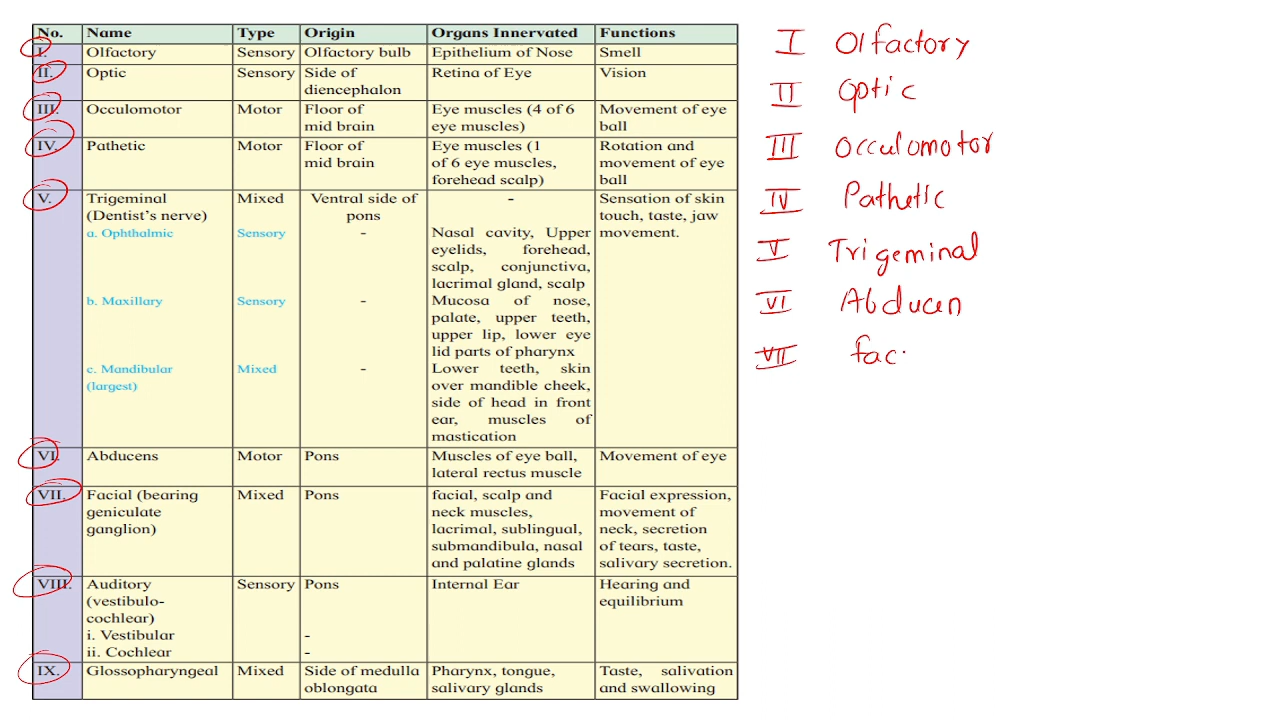 No. Name Type Origin Organs Innervated Functions
I. Olfactory Sensory Olfactory bulb Epithelium of Nose Smell
II. Optic Sensory Side of Retina of Eye Vision
diencephalon
III. Occulomotor Motor Floor of Eye muscles (4 of 6 Movement of eye
mid brain eye muscles) ball
IV. Pathetic Motor Floor of Eye muscles (1 Rotation and
mid brain of 6 eye muscles, movement of eye
forehead scalp) ball
V. Trigeminal Mixed Ventral side of - Sensation of skin
(Dentist's nerve) pons touch, taste, jaw
a. Ophthalmic Sensory - Nasal cavity, Upper movement.
eyelids, forehead,
scalp, conjunctiva,
lacrimal gland, scalp
b. Maxillary Sensory - Mucosa of nose,
palate, upper teeth,
upper lip, lower eye
lid parts of pharynx
c. Mandibular Mixed - Lower teeth, skin
(largest) over mandible cheek,
side of head in front
ear, muscles of
mastication
VI. Abducens Motor Pons Muscles of eye ball, Movement of eye
lateral rectus muscle
VII. Facial (bearing Mixed Pons facial, scalp and Facial expression,
geniculate neck muscles, movement of
ganglion) lacrimal, sublingual, neck, secretion
submandibula, nasal of tears, taste,
and palatine glands salivary secretion.
VIII. Auditory Sensory Pons Internal Ear Hearing and
(vestibulo- equilibrium
cochlear)
i. Vestibular -
ii. Cochlear -
IX. Glossopharyngeal Mixed Side of medulla Pharynx, tongue, Taste, salivation
oblongata salivary glands and swallowing
I Olfactory
II Optic
III Occulomotor
IV Pathetic
V Trigeminal
VI Abducen
VII fac